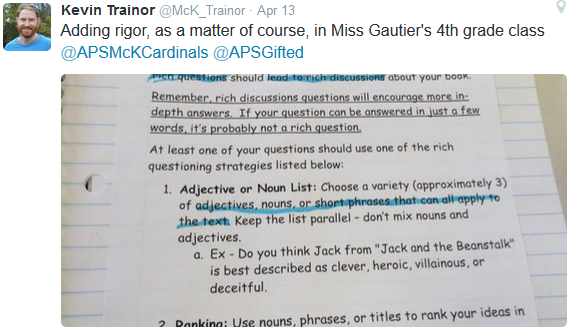 Kevin Trainor @McK_Trainor · Apr 13
Adding rigor, as a matter of course, in Miss Gautier's 4th grade class
@APSMcKCardinals @APSGifted
rich questions should lead to rich discussions about your book.
Remember, rich discussions questions will encourage more in-
depth answers. If your question can be answered in just a few
words, it's probably not a rich question.
At least one of your questions should use one of the rich
questioning strategies listed below:
1. Adjective or Noun List: Choose a variety (approximately 3)
of adjectives, nouns, or short phrases that can all apply to
the text. Keep the list parallel - don't mix nouns and
adjectives.
a. Ex - Do you think Jack from "Jack and the Beanstalk"
is best described as clever, heroic, villainous, or
deceitful.
2. Ranking: Use nouns, phrases, or titles to rank your ideas in